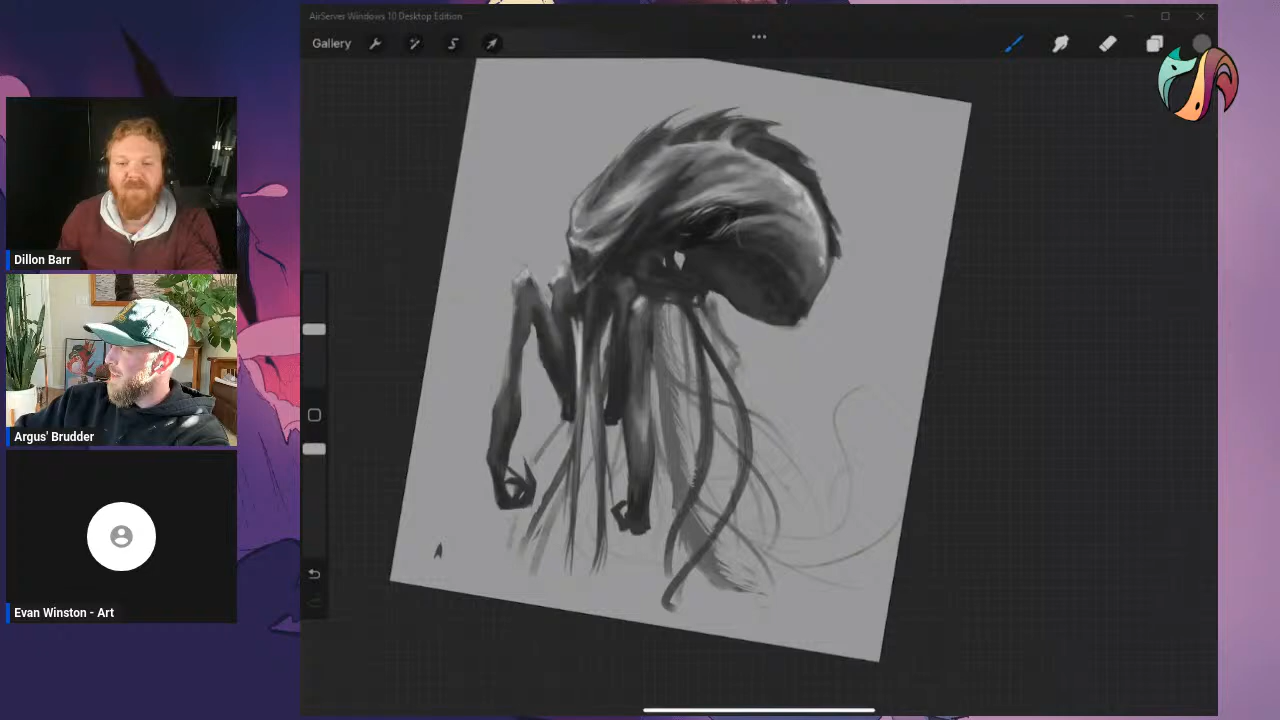 AirServer Windows 10 Desktop Edition
Gallery
Dillon Barr
Argus' Brudder
Evan Winston - Art